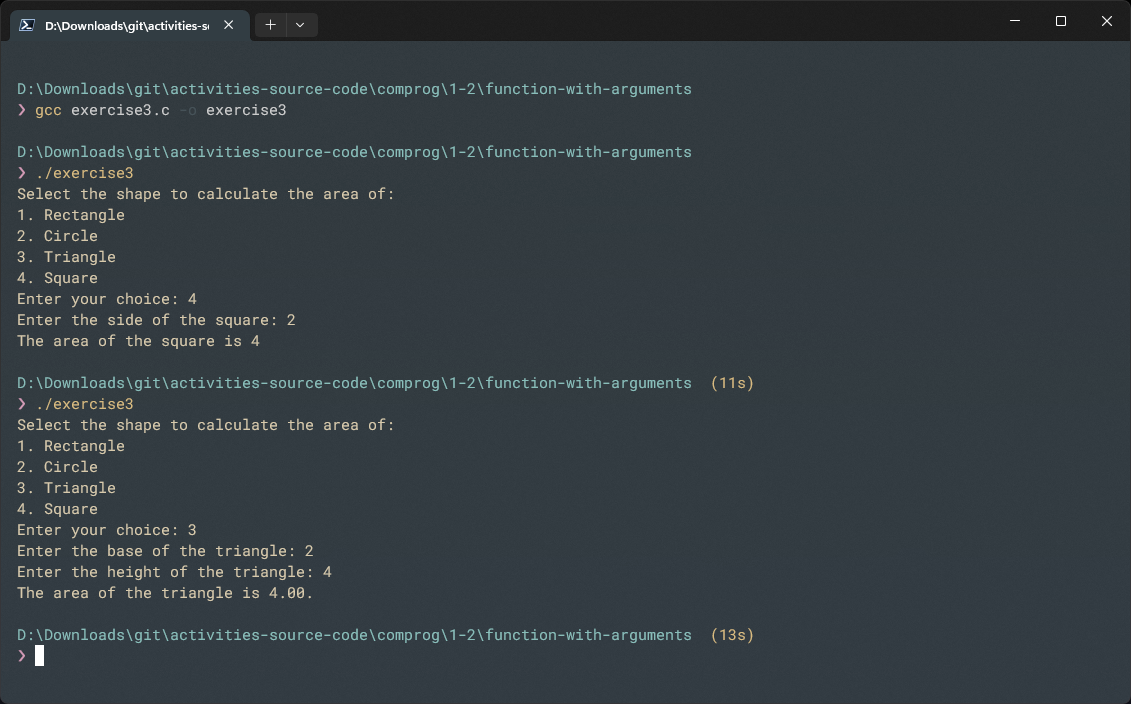 D:\Downloads\git\activities-so
D:\Downloads\git\activities-source-code\comprog\1-2\function-with-arguments
❯ gcc exercise3.c -o exercise3
D:\Downloads\git\activities-source-code\comprog\1-2\function-with-arguments
❯ ./exercise3
Select the shape to calculate the area of:
1. Rectangle
2. Circle
3. Triangle
4. Square
Enter your choice: 4
Enter the side of the square: 2
The area of the square is 4
D:\Downloads\git\activities-source-code\comprog\1-2\function-with-arguments (11s)
❯ ./exercise3
Select the shape to calculate the area of:
1. Rectangle
2. Circle
3. Triangle
4. Square
Enter your choice: 3
Enter the base of the triangle: 2
Enter the height of the triangle: 4
The area of the triangle is 4.00.
D:\Downloads\git\activities-source-code\comprog\1-2\function-with-arguments (13s)
❯